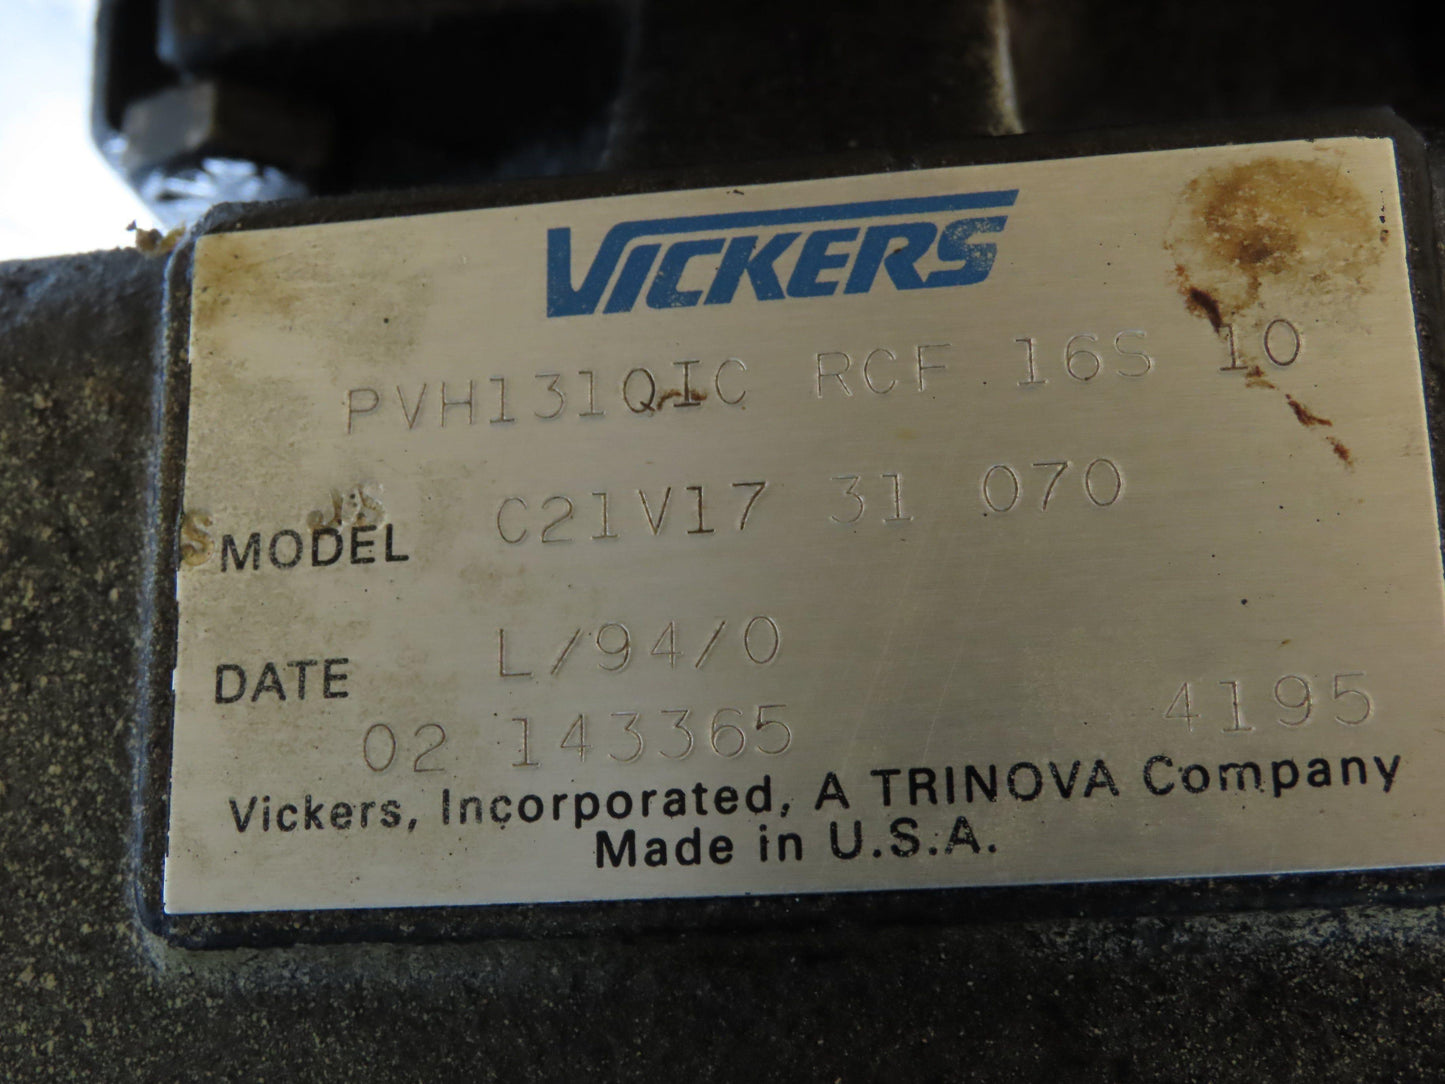 VICKERS
PVH131QIC RCF 16S 10
MODEL C21V17 31 070
DATE L/94/0
02 143365 4195
Vickers, Incorporated, A TRINOVA Company
Made in U.S.A.